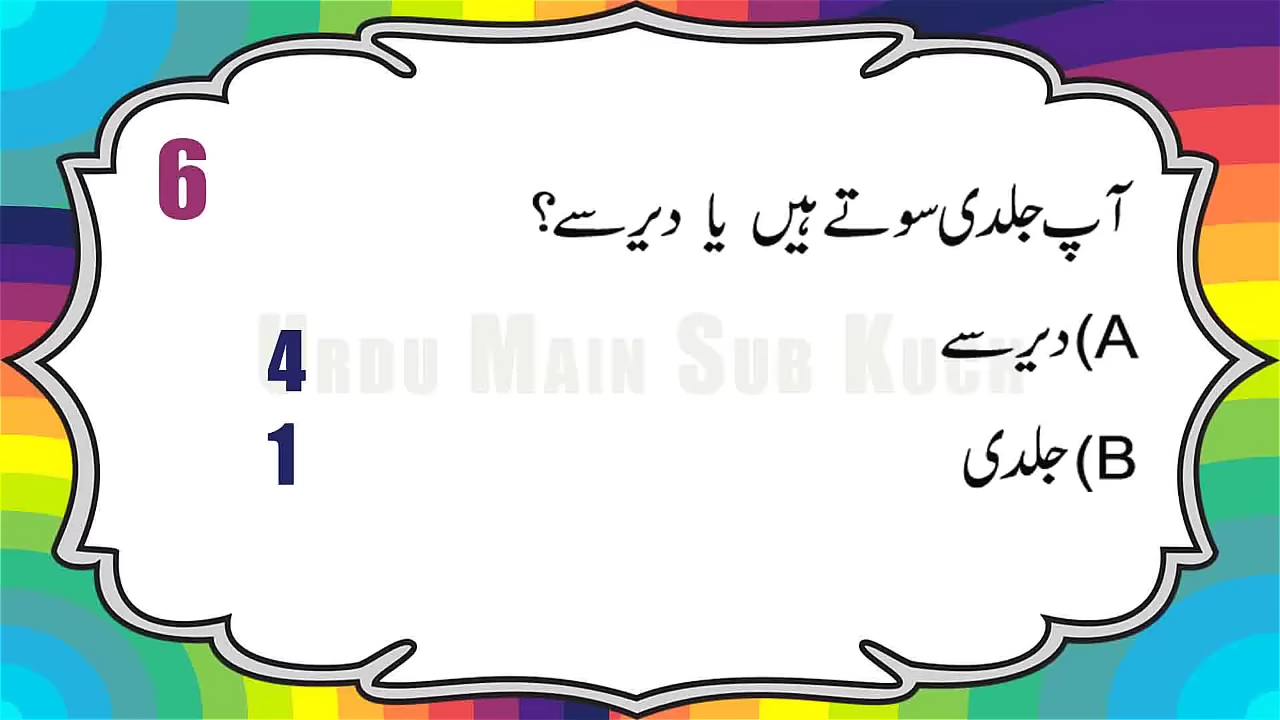 6
آپ جلدی سوتے ہیں یا دیر سے؟
A) دیر سے 4
URDU MAIN SUB KUCH
B) جلدی 1